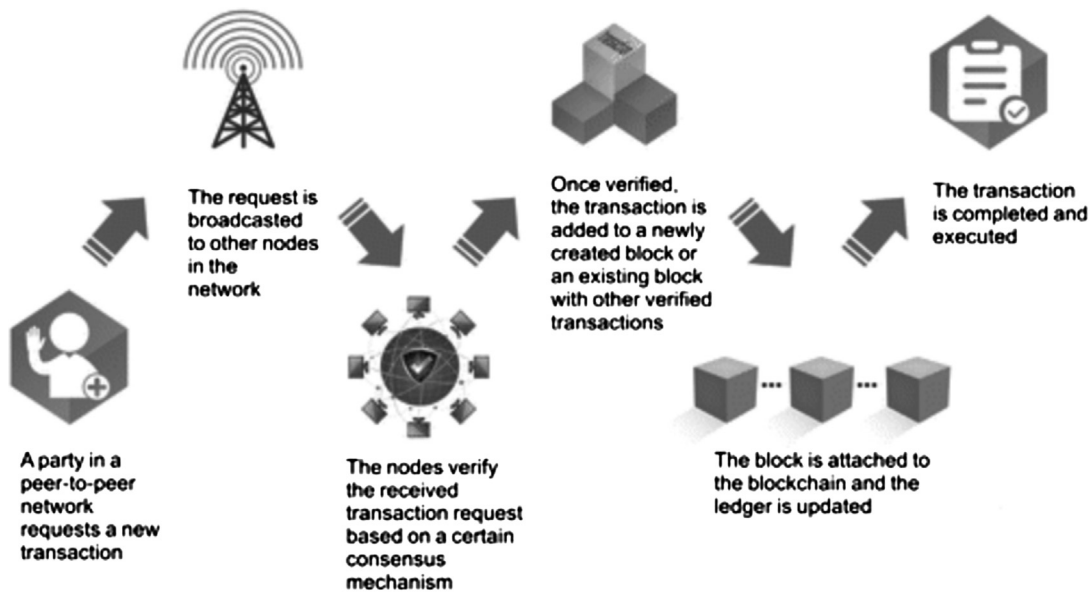 A party in a
peer-to-peer
network
requests a new
transaction
The request is
broadcasted
to other nodes
in the
network
The nodes verify
the received
transaction request
based on a certain
consensus
mechanism
Once verified,
the transaction is
added to a newly
created block or
an existing block
with other verified
transactions
The block is attached to
the blockchain and the
ledger is updated
The transaction
is completed and
executed